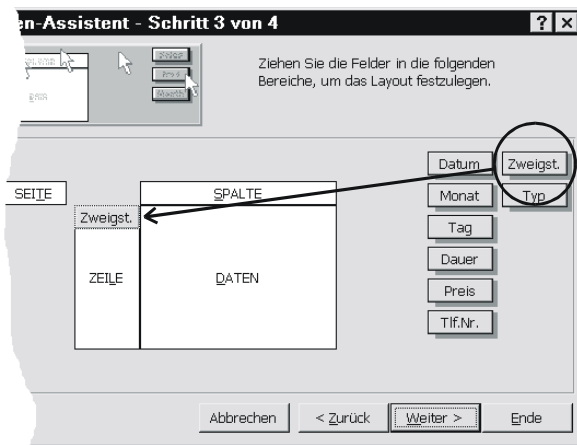 en-Assistent - Schritt 3 von 4
Ziehen Sie die Felder in die folgenden
Bereiche, um das Layout festzulegen.
Datum Zweigst.
SEITE SPALTE Monat Typ
Zweigst.
Tag
ZEILE DATEN Dauer
Preis
Tlf.Nr.
Abbrechen < Zurück Weiter > Ende